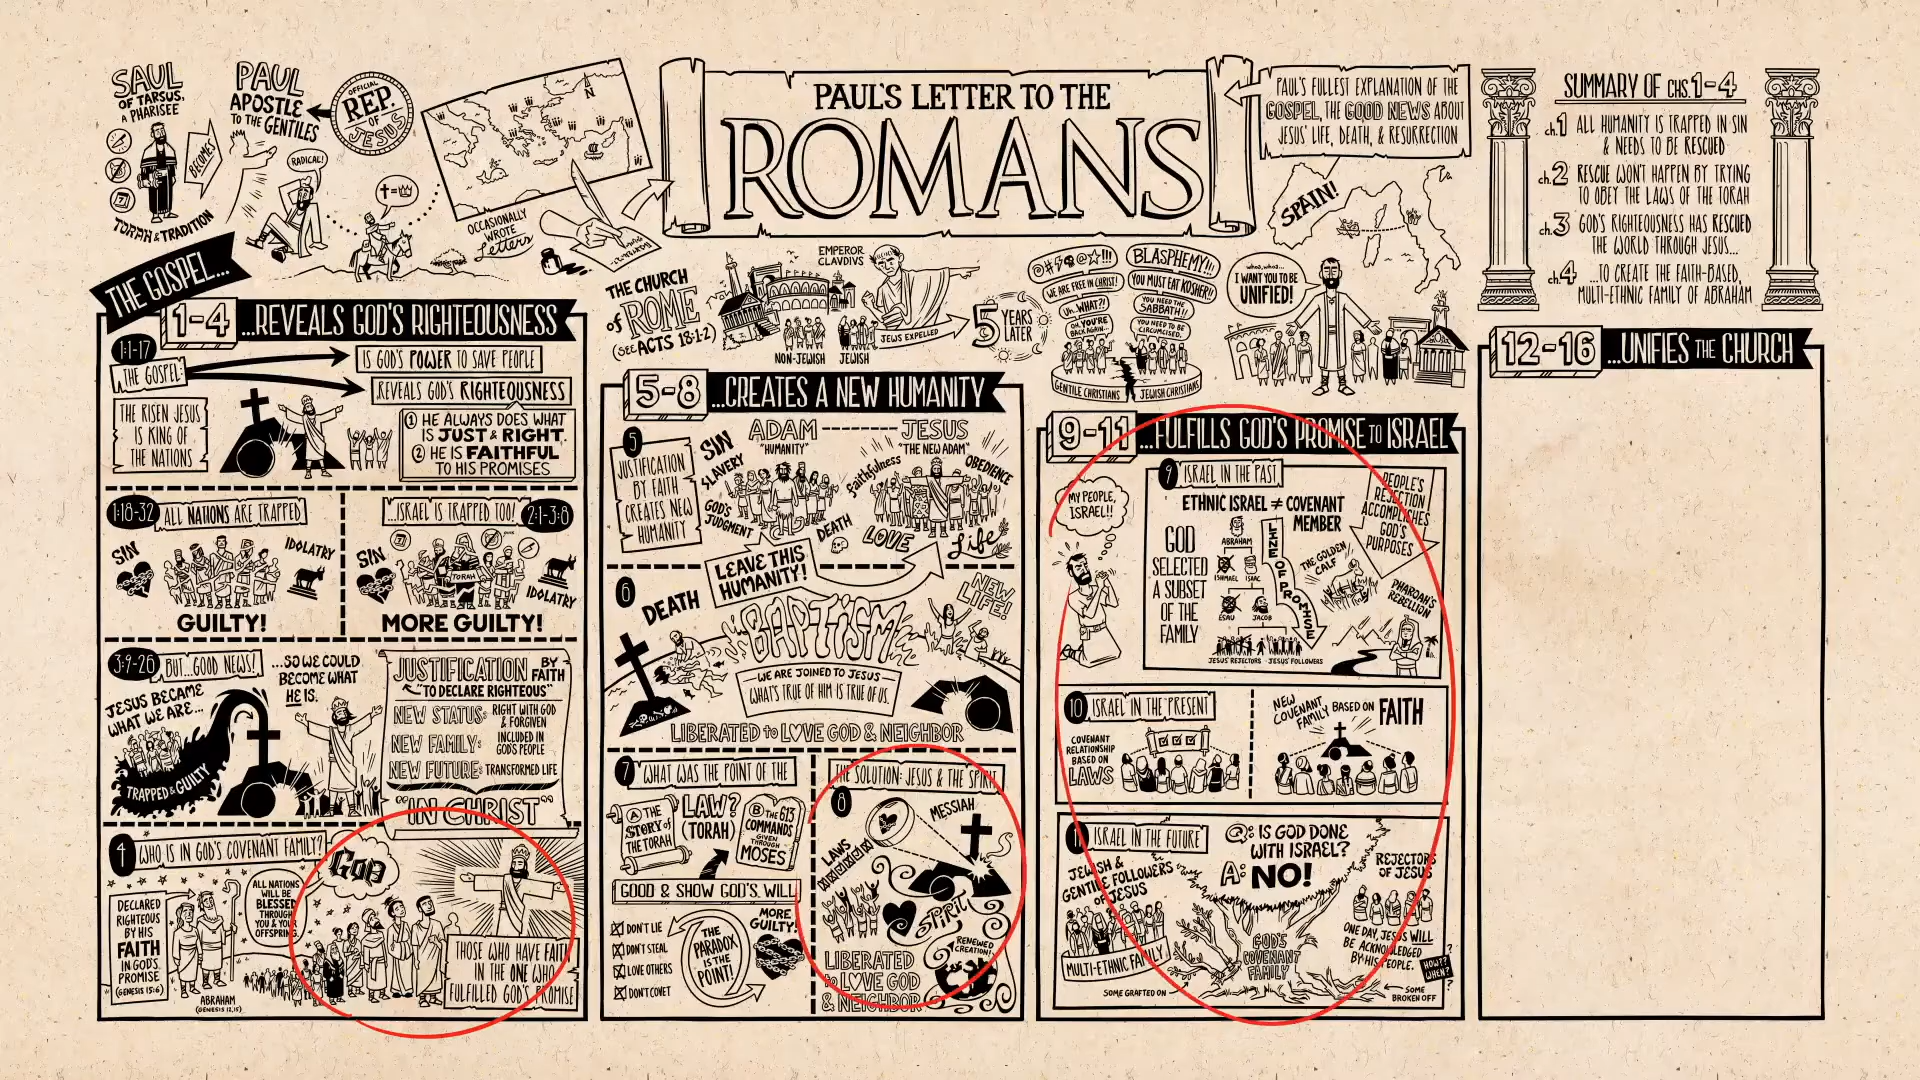 SAUL
OF TARSUS,
A PHARISEE
BECOMES
TORAH & TRADITION
PAUL
APOSTLE
TO THE GENTILES
OFFICIAL
REP.
OF
JESUS
RADICAL!
N
OCCASIONALLY
WROTE
Letters
PAUL'S LETTER TO THE
ROMANS
PAUL'S FULLEST EXPLANATION OF THE
GOSPEL, THE GOOD NEWS ABOUT
JESUS' LIFE, DEATH, & RESURRECTION
SPAIN!
THE CHURCH
of ROME
(SEE ACTS 18:1-2)
EMPEROR
CLAVDIVS
NON-JEWISH
JEWISH
JEWS EXPELLED
5 YEARS
LATER
@#!!!
WE ARE FREE IN CHRIST!
Uh.. WHAT?!
OH, YOU'RE
BACK AGAIN...
BLASPHEMY!!!
YOU MUST EAT KOSHER!!
YOU NEED THE
SABBATH!!
YOU NEED TO BE
CIRCUMCISED.
GENTILE CHRISTIANS
JEWISH CHRISTIANS
whoa, whoa...
I WANT YOU TO BE
UNIFIED!
SUMMARY OF CHS. 1-4
ch.1 ALL HUMANITY IS TRAPPED IN SIN
& NEEDS TO BE RESCUED
ch.2 RESCUE WON'T HAPPEN BY TRYING
TO OBEY THE LAWS OF THE TORAH
ch.3 GOD'S RIGHTEOUSNESS HAS RESCUED
THE WORLD THROUGH JESUS...
ch.4 ...TO CREATE THE FAITH-BASED,
MULTI-ETHNIC FAMILY OF ABRAHAM
THE GOSPEL...
1-4 ...REVEALS GOD'S RIGHTEOUSNESS
1:1-17
THE GOSPEL:
IS GOD'S POWER TO SAVE PEOPLE
REVEALS GOD'S RIGHTEOUSNESS
THE RISEN JESUS
IS KING OF
THE NATIONS
1 HE ALWAYS DOES WHAT
IS JUST & RIGHT.
2 HE IS FAITHFUL
TO HIS PROMISES
1:18-32 ALL NATIONS ARE TRAPPED
SIN
IDOLATRY
GUILTY!
...ISRAEL IS TRAPPED TOO! 2:1-3:8
SIN
TORAH
IDOLATRY
MORE GUILTY!
3:9-26 BUT...GOOD NEWS!
JESUS BECAME
WHAT WE ARE...
TRAPPED & GUILTY
...SO WE COULD
BECOME WHAT
HE IS.
JUSTIFICATION BY FAITH
"TO DECLARE RIGHTEOUS"
NEW STATUS: RIGHT WITH GOD
& FORGIVEN
NEW FAMILY: INCLUDED IN
GOD'S PEOPLE
NEW FUTURE: TRANSFORMED LIFE
"IN CHRIST"
4 WHO IS IN GOD'S COVENANT FAMILY?
DECLARED
RIGHTEOUS
BY HIS
FAITH
IN GOD'S
PROMISE
(GENESIS 15:6)
ABRAHAM
(GENESIS 12, 15)
ALL NATIONS
WILL BE
BLESSED
THROUGH
YOU & YOUR
OFFSPRING.
GOD
THOSE WHO HAVE FAITH
IN THE ONE WHO
FULFILLED GOD'S PROMISE
5-8 ...CREATES A NEW HUMANITY
5
JUSTIFICATION
BY FAITH
CREATES NEW
HUMANITY
ADAM
"HUMANITY"
SIN
SLAVERY
GOD'S
JUDGMENT
DEATH
JESUS
"THE NEW ADAM"
faithfulness
OBEDIENCE
LOVE
Life
LEAVE THIS
HUMANITY!
6
DEATH
BAPTISM
NEW
LIFE!
WE ARE JOINED TO JESUS
WHAT'S TRUE OF HIM IS TRUE OF US.
LIBERATED to LOVE GOD & NEIGHBOR
7 WHAT WAS THE POINT OF THE
LAW?
(TORAH)
A THE
STORY of
THE TORAH
B THE 613
COMMANDS
GIVEN
THROUGH
MOSES
GOOD & SHOW GOD'S WILL
DON'T LIE
DON'T STEAL
LOVE OTHERS
DON'T COVET
THE
PARADOX
IS THE
POINT!
MORE
GUILTY!
THE SOLUTION: JESUS & THE SPIRIT
8
MESSIAH
LAWS
SPIRIT
RENEWED
CREATION!
LIBERATED
to LOVE GOD
& NEIGHBOR
9-11 ...FULFILLS GOD'S PROMISE TO ISRAEL
MY PEOPLE,
ISRAEL!!
9 ISRAEL IN THE PAST
ETHNIC ISRAEL ≠ COVENANT
MEMBER
GOD
SELECTED
A SUBSET
OF THE
FAMILY
ABRAHAM
ISHMAEL ISAAC
ESAU JACOB
JESUS' REJECTORS JESUS' FOLLOWERS
LINE OF PROMISE
THE GOLDEN
CALF
PEOPLE'S
REJECTION
ACCOMPLISHES
GOD'S
PURPOSES
PHAROAH'S
REBELLION
10 ISRAEL IN THE PRESENT
COVENANT
RELATIONSHIP
BASED ON
LAWS
NEW
COVENANT
FAMILY BASED ON FAITH
11 ISRAEL IN THE FUTURE
Q: IS GOD DONE
WITH ISRAEL?
A: NO!
JEWISH &
GENTILE FOLLOWERS
OF JESUS
MULTI-ETHNIC FAMILY
SOME GRAFTED ON
GOD'S
COVENANT
FAMILY
REJECTORS
OF JESUS
ONE DAY, JESUS WILL
BE ACKNOWLEDGED
BY HIS PEOPLE.
HOW??
WHEN?
SOME
BROKEN OFF
12-16 ...UNIFIES THE CHURCH